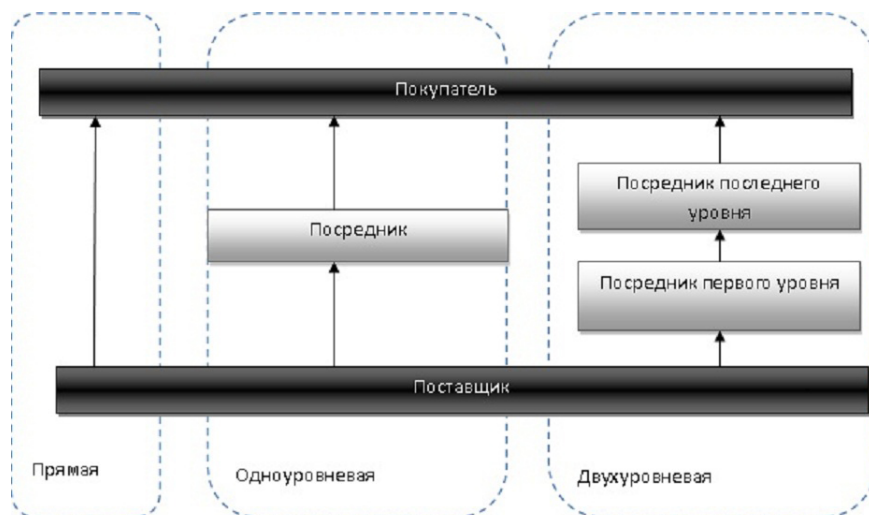 Покупатель
Посредник последнего
уровня
Посредник
Посредник первого уровня
Поставщик
Прямая
Одноуровневая
Двухуровневая